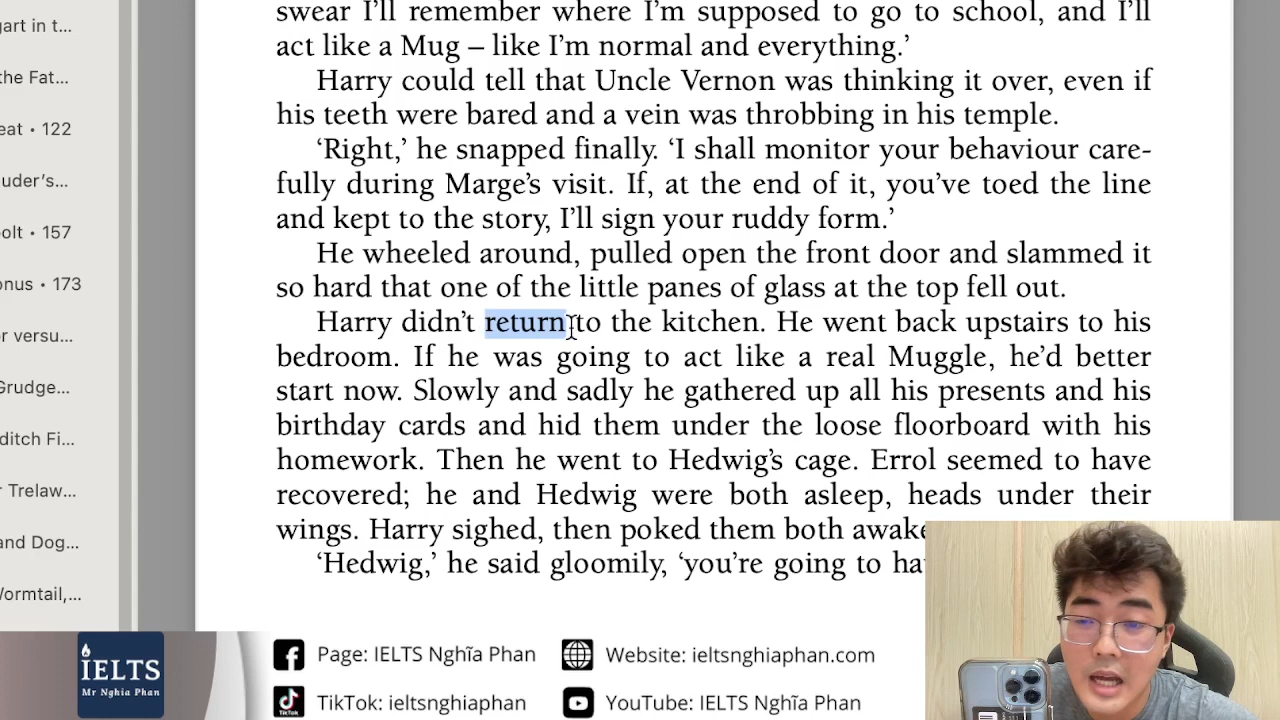 gart in t...
the Fat...
eat • 122
uder's...
olt • 157
onus • 173
or versu...
Grudge...
ditch Fi...
r Trelaw...
and Dog...
Wormtail,...
swear I'll remember where I'm supposed to go to school, and I'll
act like a Mug – like I'm normal and everything.'
Harry could tell that Uncle Vernon was thinking it over, even if
his teeth were bared and a vein was throbbing in his temple.
'Right,' he snapped finally. 'I shall monitor your behaviour care-
fully during Marge's visit. If, at the end of it, you've toed the line
and kept to the story, I'll sign your ruddy form.'
He wheeled around, pulled open the front door and slammed it
so hard that one of the little panes of glass at the top fell out.
Harry didn't return to the kitchen. He went back upstairs to his
bedroom. If he was going to act like a real Muggle, he'd better
start now. Slowly and sadly he gathered up all his presents and his
birthday cards and hid them under the loose floorboard with his
homework. Then he went to Hedwig's cage. Errol seemed to have
recovered; he and Hedwig were both asleep, heads under their
wings. Harry sighed, then poked them both awake
'Hedwig,' he said gloomily, 'you're going to ha
IELTS
Mr Nghia Phan
Page: IELTS Nghĩa Phan
Website: ieltsnghiaphan.com
TikTok
TikTok: ieltsnghiaphan
YouTube: IELTS Nghĩa Phan